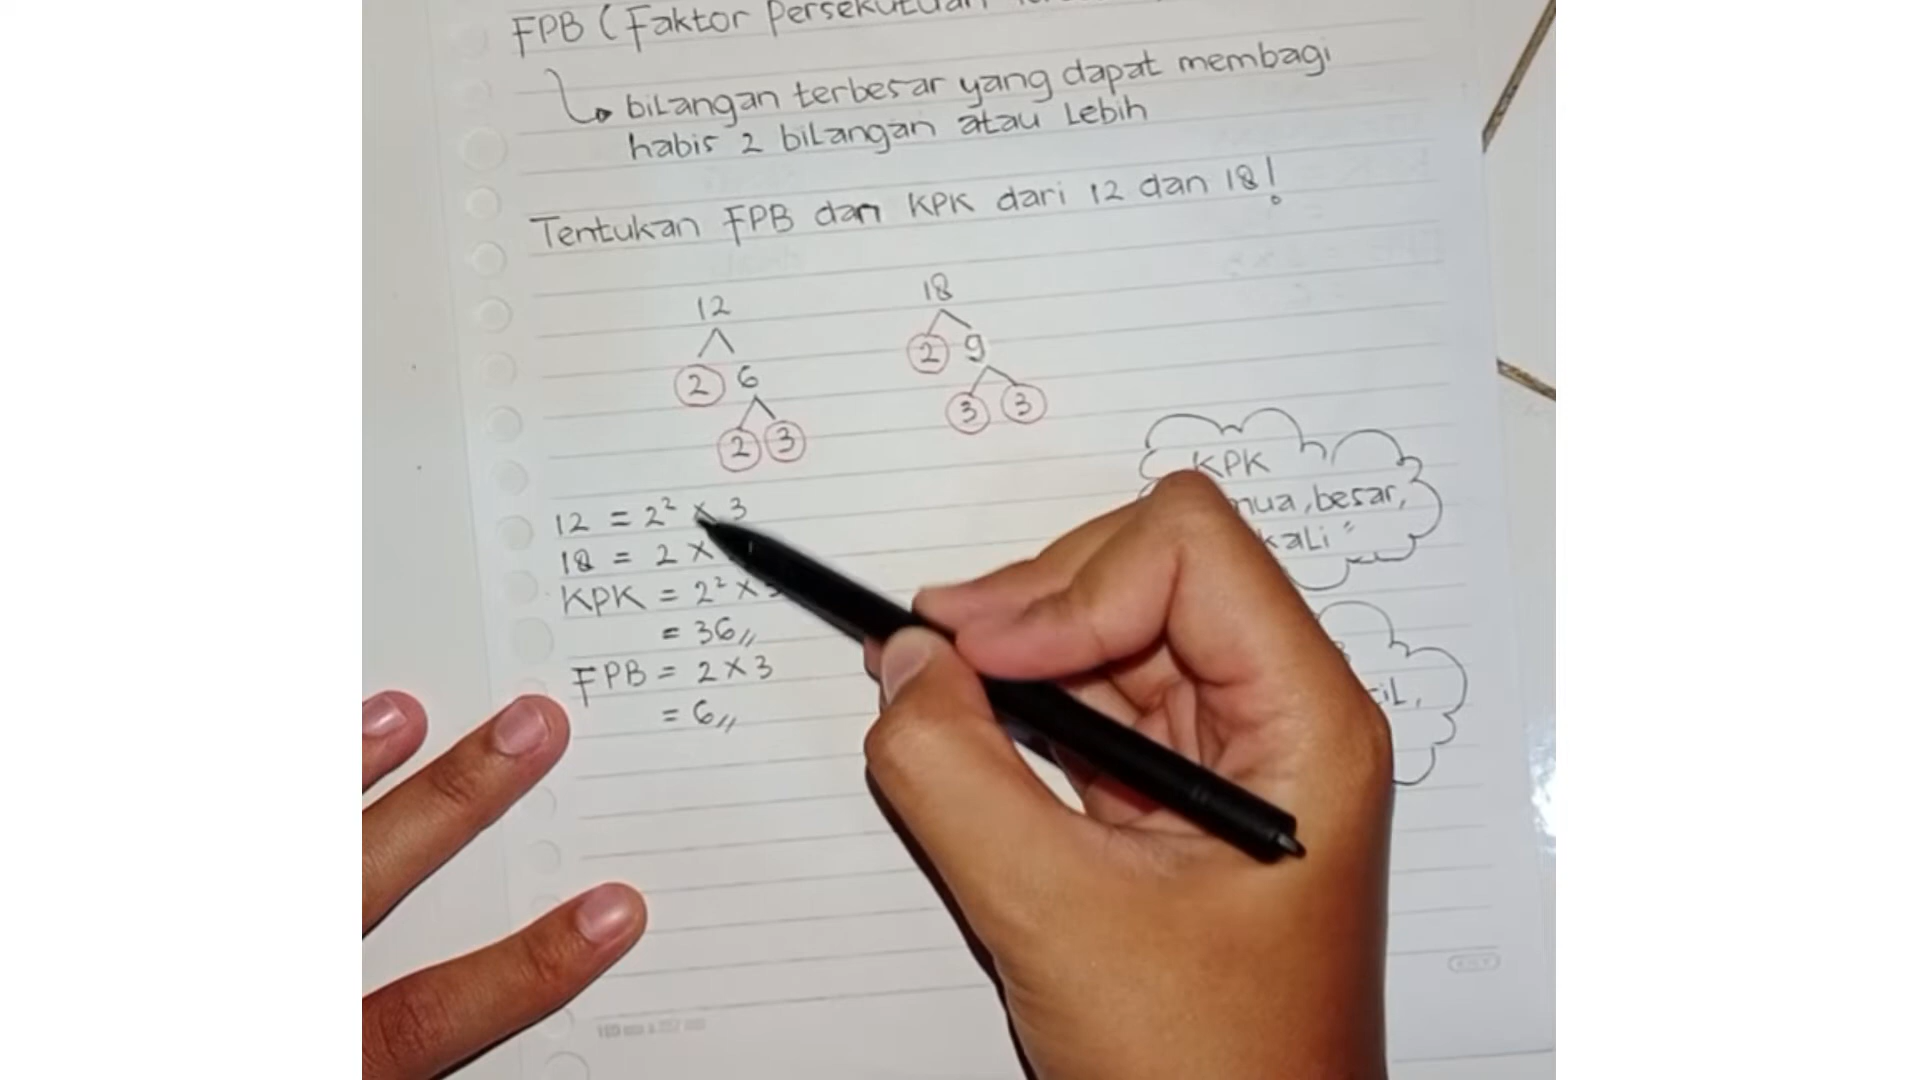 FPB (Faktor Persekutuan
bilangan terbesar yang dapat membagi
habis 2 bilangan atau Lebih
Tentukan FPB dan KPK dari 12 dan 18!
12 18
2 6 2 9
2 3 3 3
12 = 2² × 3
18 = 2 ×
KPK = 2² ×
= 36,,
FPB = 2 × 3
= 6,,
KPK
besar,
kali"